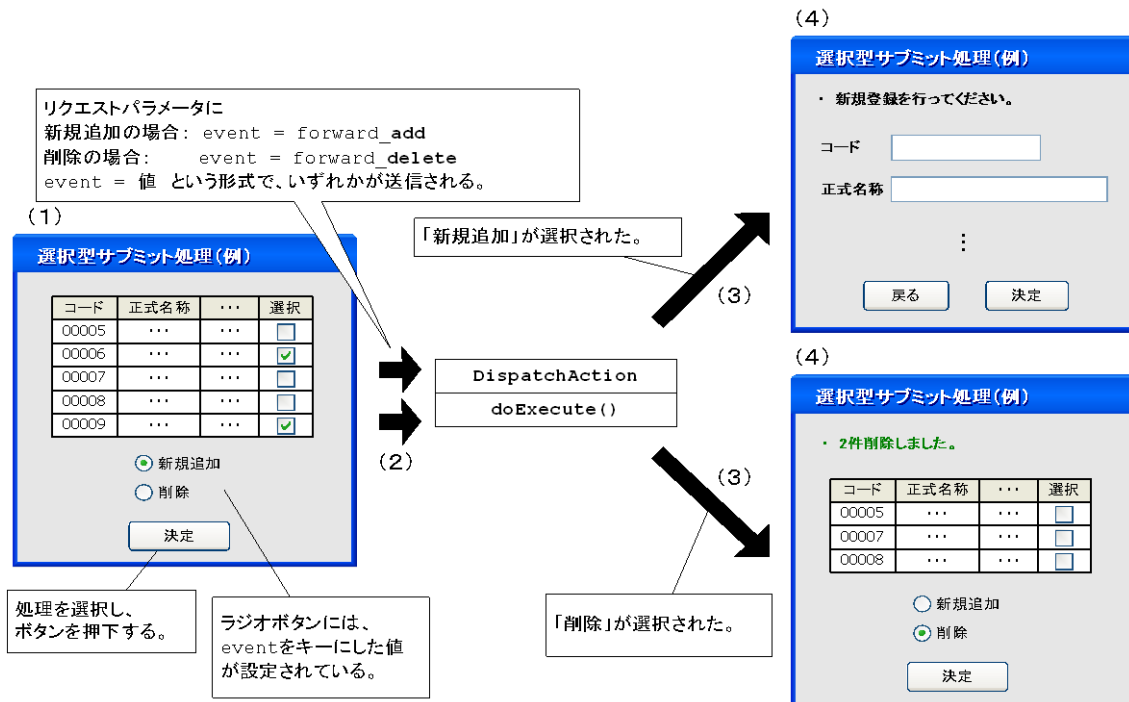 (4)
選択型サブミット処理(例)
・ 新規登録を行ってください。
コード
正式名称
⋮
戻る 決定
リクエストパラメータに
新規追加の場合: event = forward_add
削除の場合: event = forward_delete
event = 値 という形式で、いずれかが送信される。
(1)
選択型サブミット処理(例)
コード 正式名称 ・・・ 選択
00005 ・・・ ・・・
00006 ・・・ ・・・
00007 ・・・ ・・・
00008 ・・・ ・・・
00009 ・・・ ・・・
新規追加
削除
決定
処理を選択し、
ボタンを押下する。
ラジオボタンには、
eventをキーにした値
が設定されている。
(2)
DispatchAction
doExecute()
「新規追加」が選択された。
(3)
(3)
「削除」が選択された。
(4)
選択型サブミット処理(例)
・ 2件削除しました。
コード 正式名称 ・・・ 選択
00005 ・・・ ・・・
00007 ・・・ ・・・
00008 ・・・ ・・・
新規追加
削除
決定